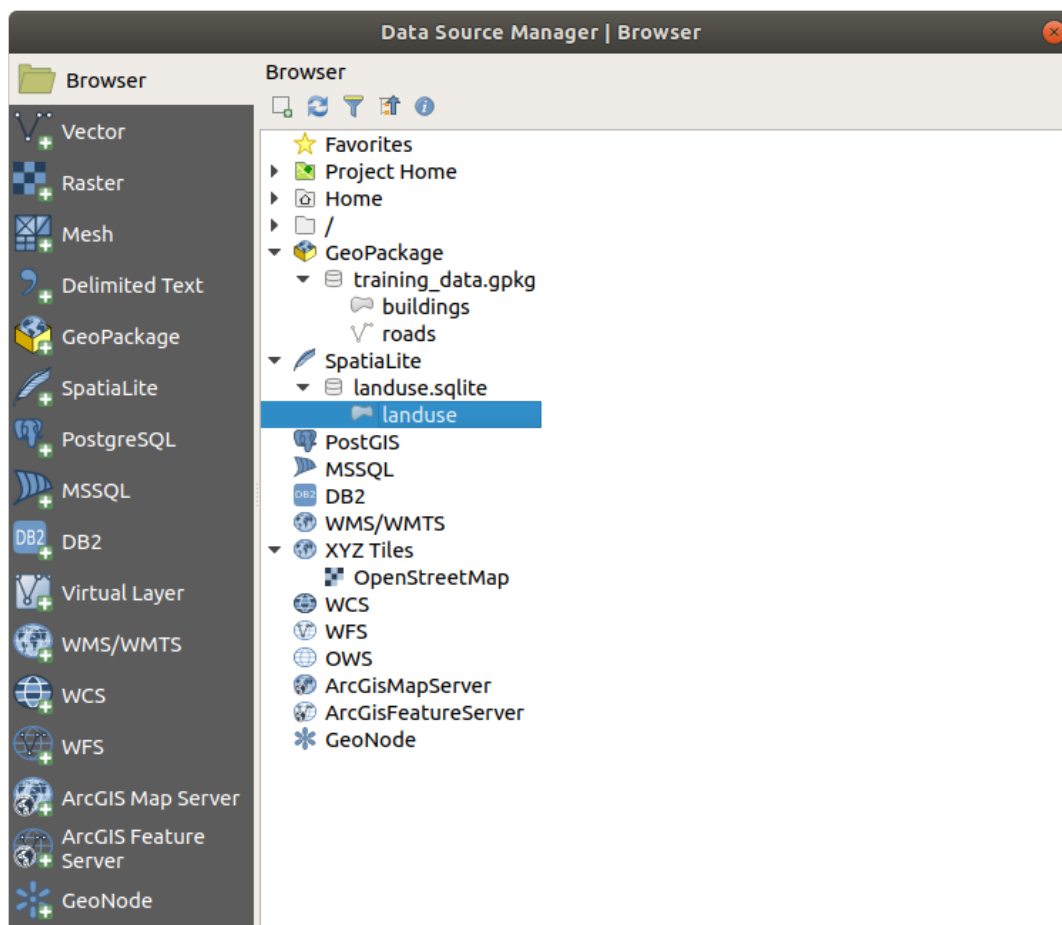 Data Source Manager | Browser
Browser
Vector
Raster
Mesh
Delimited Text
GeoPackage
SpatiaLite
PostgreSQL
MSSQL
DB2
DB2
Virtual Layer
WMS/WMTS
WCS
WFS
ArcGIS Map Server
ArcGIS Feature
Server
GeoNode
Browser
Favorites
Project Home
Home
/
GeoPackage
training_data.gpkg
buildings
roads
SpatiaLite
landuse.sqlite
landuse
PostGIS
MSSQL
DB2 DB2
WMS/WMTS
XYZ Tiles
OpenStreetMap
WCS
WFS
OWS
ArcGisMapServer
ArcGisFeatureServer
GeoNode